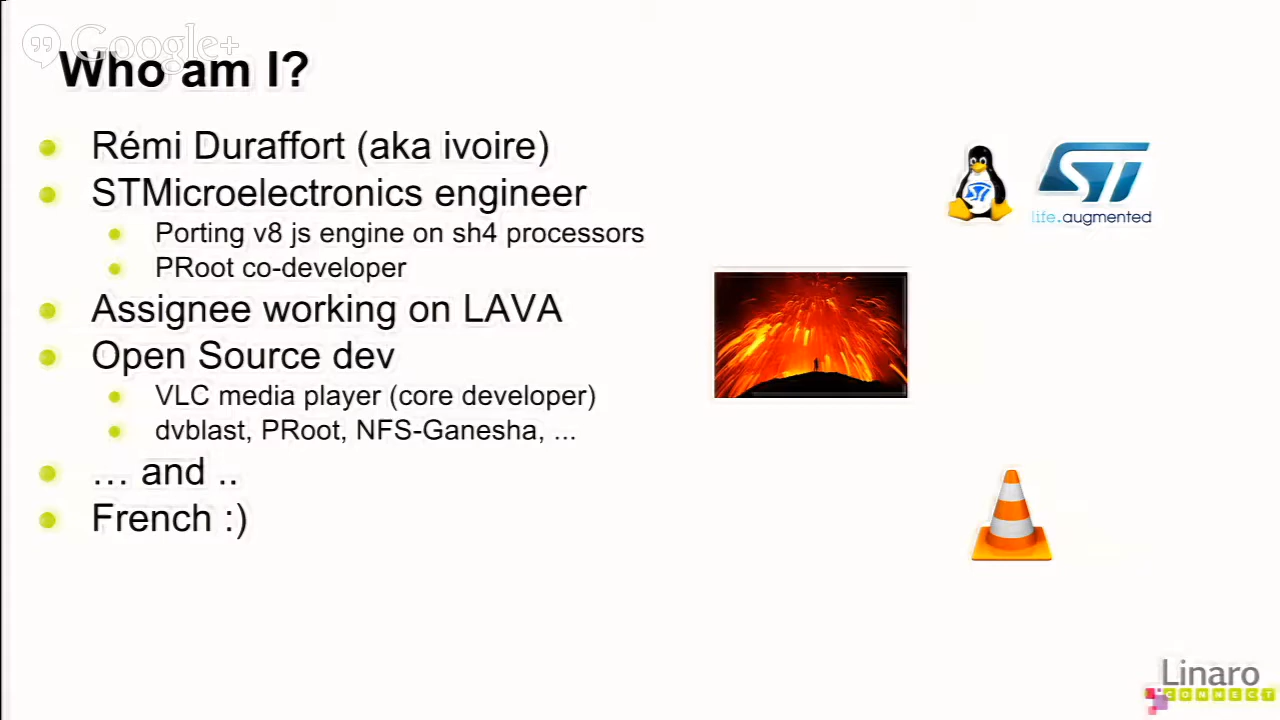 Google+
Who am I?
Rémi Duraffort (aka ivoire)
STMicroelectronics engineer
Porting v8 js engine on sh4 processors
PRoot co-developer
Assignee working on LAVA
Open Source dev
VLC media player (core developer)
dvblast, PRoot, NFS-Ganesha, ...
… and ..
French :)
ST
life.augmented
Linaro
CONNECT